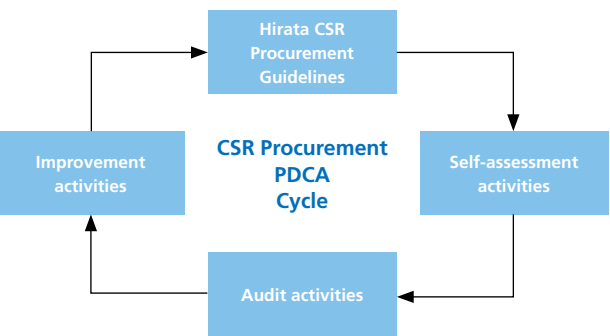 Hirata CSR
Procurement
Guidelines
CSR Procurement
PDCA
Cycle
Improvement
activities
Self-assessment
activities
Audit activities